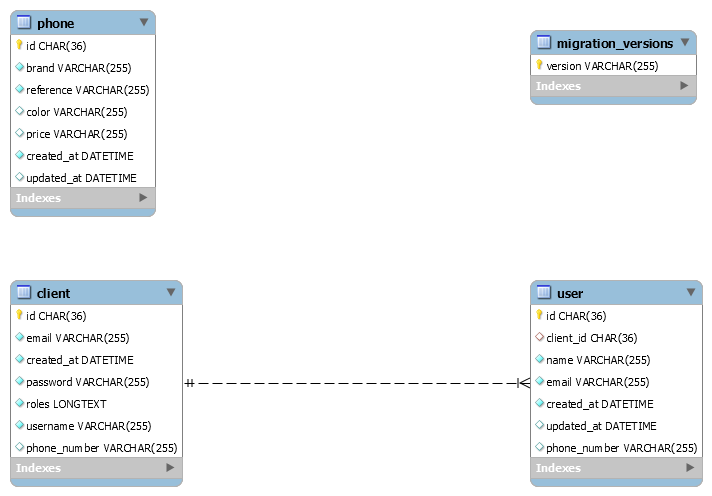 phone
id CHAR(36)
brand VARCHAR(255)
reference VARCHAR(255)
color VARCHAR(255)
price VARCHAR(255)
created_at DATETIME
updated_at DATETIME
Indexes
migration_versions
version VARCHAR(255)
Indexes
client
id CHAR(36)
email VARCHAR(255)
created_at DATETIME
password VARCHAR(255)
roles LONGTEXT
username VARCHAR(255)
phone_number VARCHAR(255)
Indexes
user
id CHAR(36)
client_id CHAR(36)
name VARCHAR(255)
email VARCHAR(255)
created_at DATETIME
updated_at DATETIME
phone_number VARCHAR(255)
Indexes